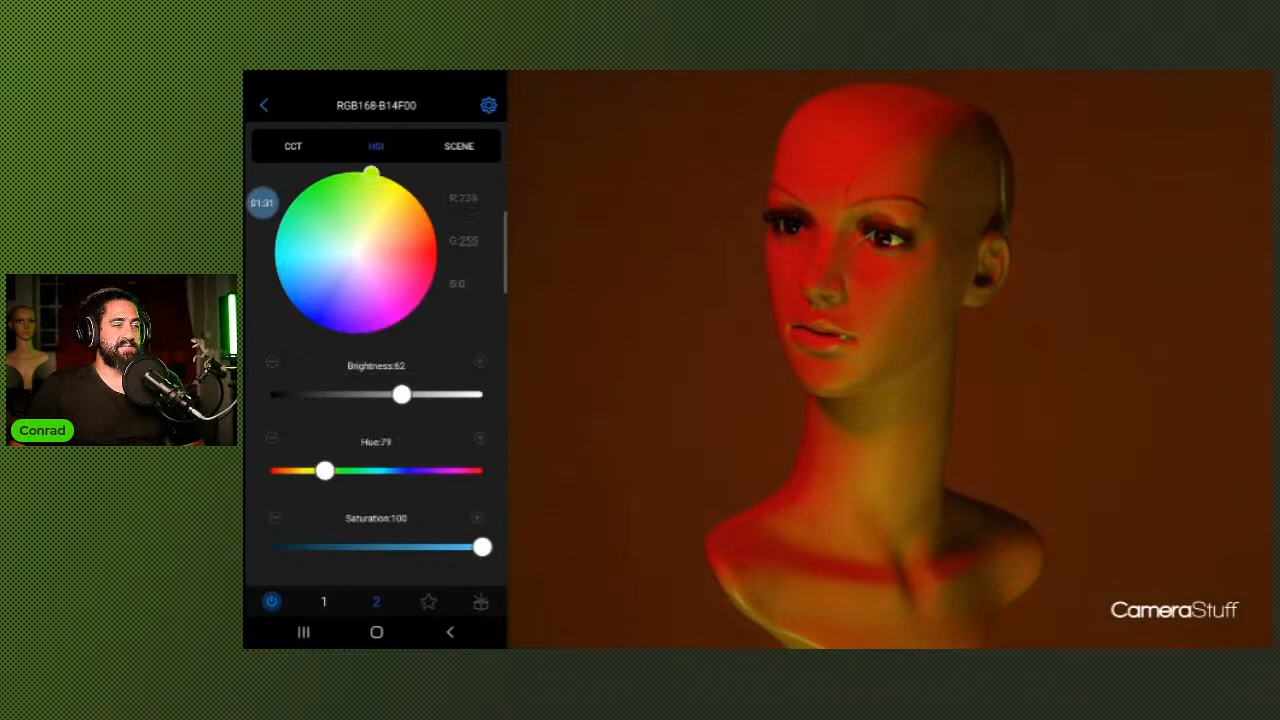 RGB168-B14F00
CCT HSI SCENE
01:31
R:224
G:255
B:0
Brightness:62
Hue:79
Saturation:100
1 2
Conrad
CameraStuff